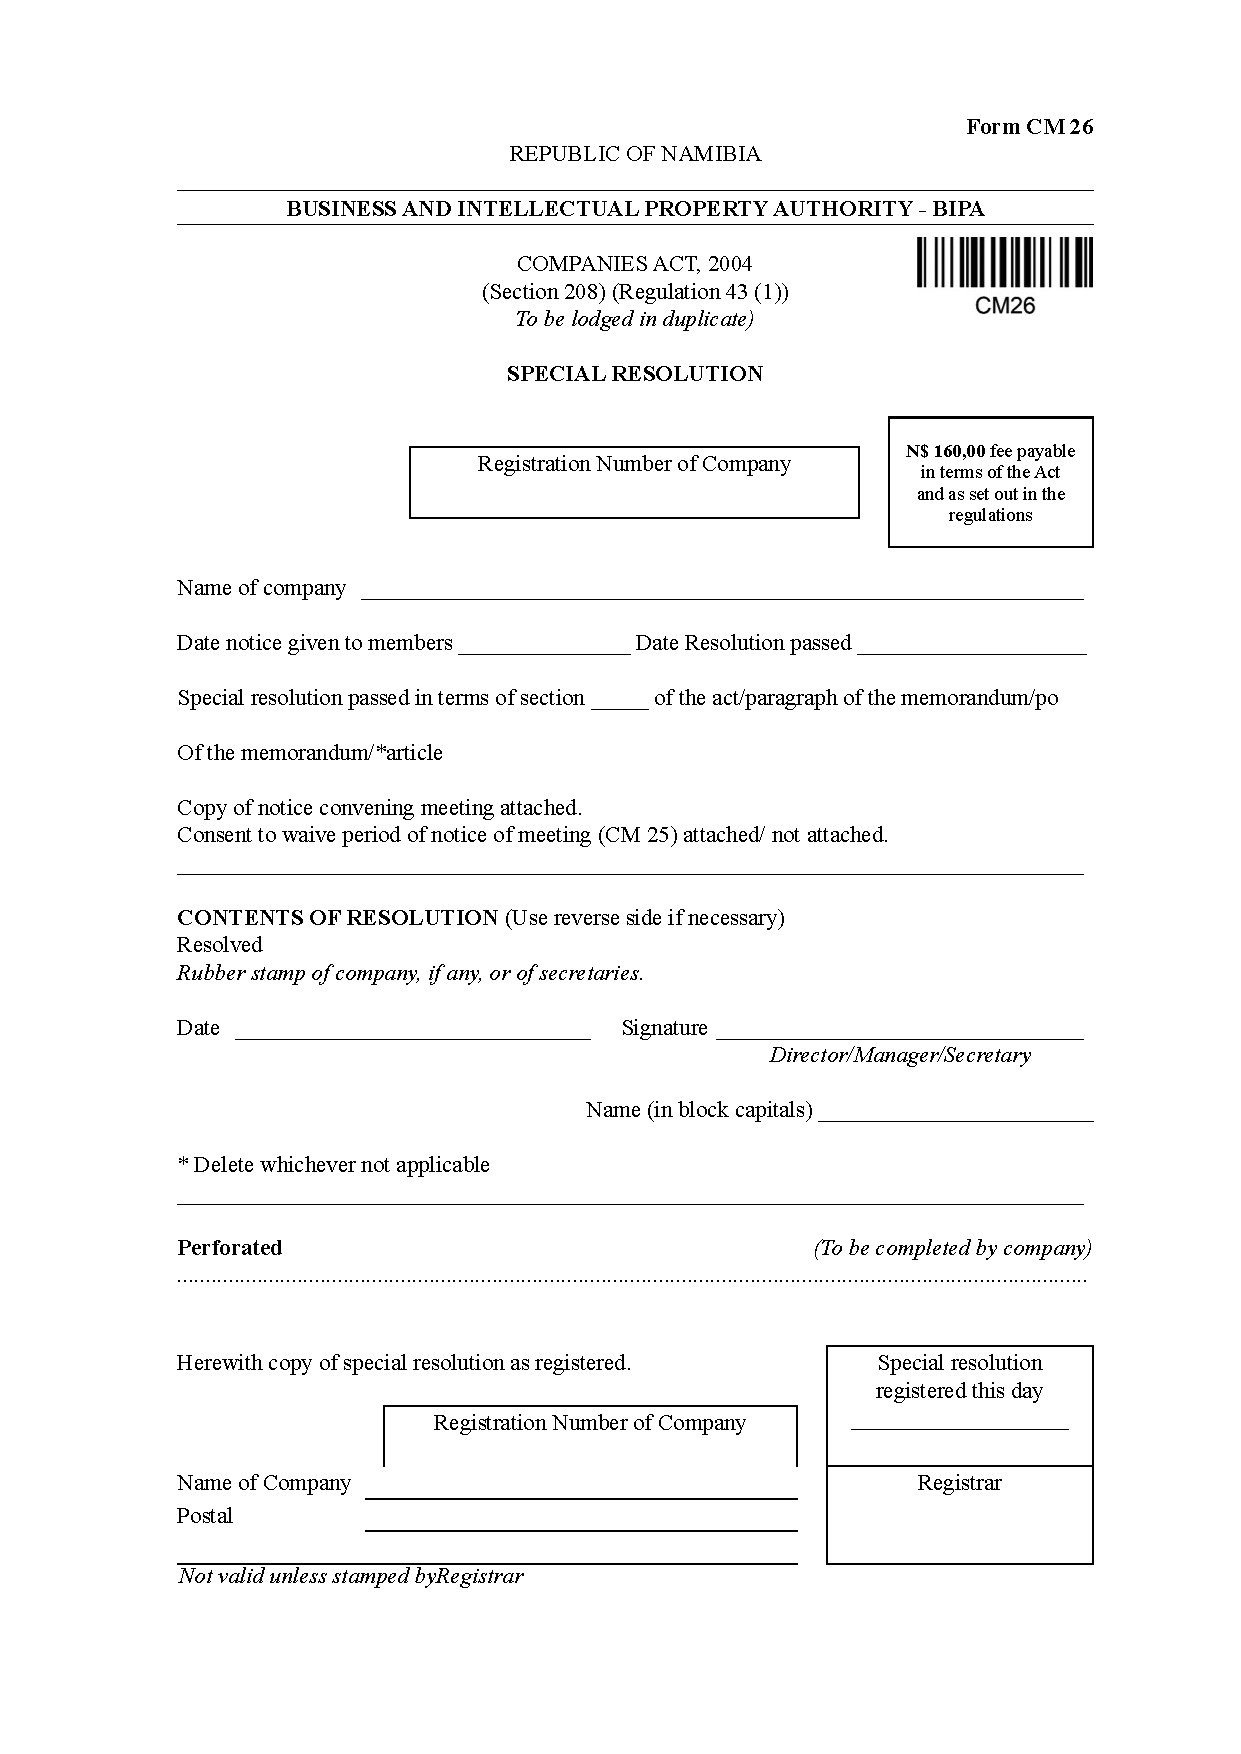 Form CM 26
REPUBLIC OF NAMIBIA
BUSINESS AND INTELLECTUAL PROPERTY AUTHORITY - BIPA
COMPANIES ACT, 2004
(Section 208) (Regulation 43 (1))
To be lodged in duplicate)
CM26
SPECIAL RESOLUTION
Registration Number of Company
N$ 160,00 fee payable
in terms of the Act
and as set out in the
regulations
Name of company
Date notice given to members _______________ Date Resolution passed ____________________
Special resolution passed in terms of section _____ of the act/paragraph of the memorandum/po
Of the memorandum/*article
Copy of notice convening meeting attached.
Consent to waive period of notice of meeting (CM 25) attached/ not attached.
CONTENTS OF RESOLUTION (Use reverse side if necessary)
Resolved
Rubber stamp of company, if any, or of secretaries.
Date Signature
Director/Manager/Secretary
Name (in block capitals) ________________________
* Delete whichever not applicable
Perforated (To be completed by company)
Herewith copy of special resolution as registered.
Special resolution
registered this day
Registration Number of Company
Name of Company
Registrar
Postal
Not valid unless stamped byRegistrar